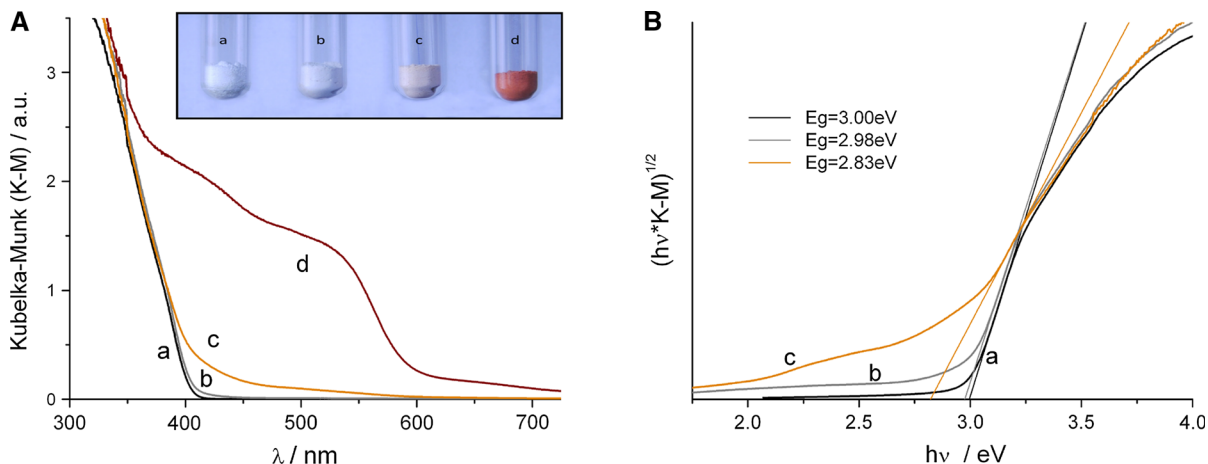 A
Kubelka-Munk (K-M) / a.u.
3
2
1
0
300
400
500
600
700
λ / nm
a
b
c
d
a
b
c
d
B
(hν*K-M)1/2
Eg=3.00eV
Eg=2.98eV
Eg=2.83eV
c
b
a
2.0
2.5
3.0
3.5
4.0
hν / eV